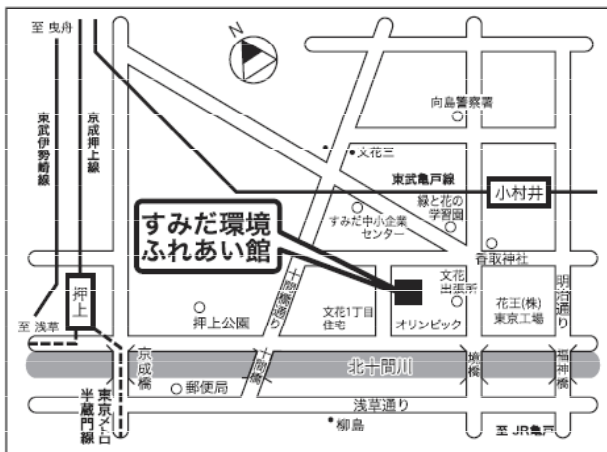 至 曳舟
N
東武伊勢崎線
京成押上線
向島警察署
文花三
東武亀戸線
小村井
緑と花の
学習園
すみだ中小企業
センター
すみだ環境
ふれあい館
香取神社
押上
十間橋通り
文花
出張所
明治通り
至 浅草
押上公園
文花1丁目
住宅
オリンピック
花王(株)
東京工場
京成橋
十間橋
北十間川
境橋
福神橋
東京メトロ
半蔵門線
郵便局
浅草通り
柳島
至 JR亀戸